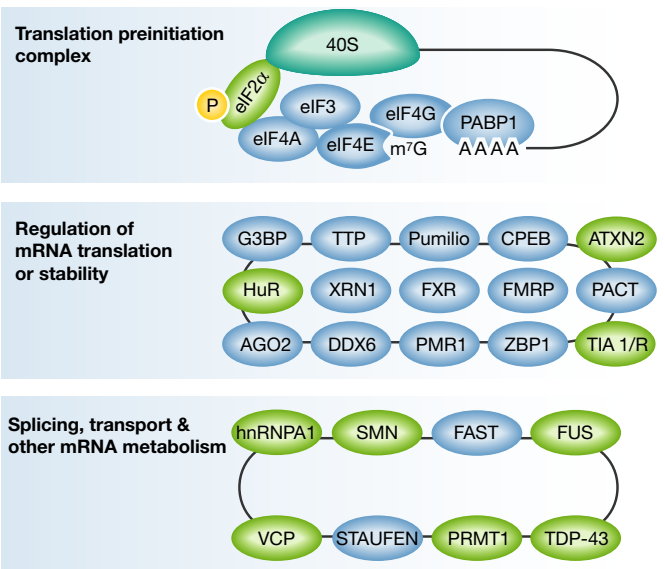 Translation preinitiation
complex
40S
P
eIF2α
eIF3
eIF4G
PABP1
eIF4A
eIF4E
m⁷G
A A A A
Regulation of
mRNA translation
or stability
G3BP
TTP
Pumilio
CPEB
ATXN2
HuR
XRN1
FXR
FMRP
PACT
AGO2
DDX6
PMR1
ZBP1
TIA 1/R
Splicing, transport &
other mRNA metabolism
hnRNPA1
SMN
FAST
FUS
VCP
STAUFEN
PRMT1
TDP-43